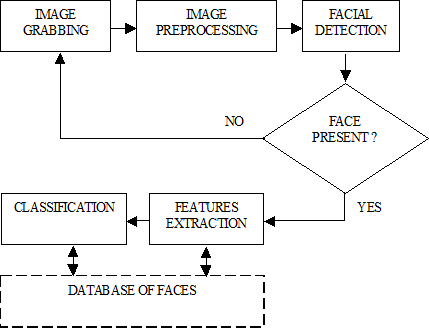 IMAGE
GRABBING
IMAGE
PREPROCESSING
FACIAL
DETECTION
NO
FACE
PRESENT ?
YES
CLASSIFICATION
FEATURES
EXTRACTION
DATABASE OF FACES